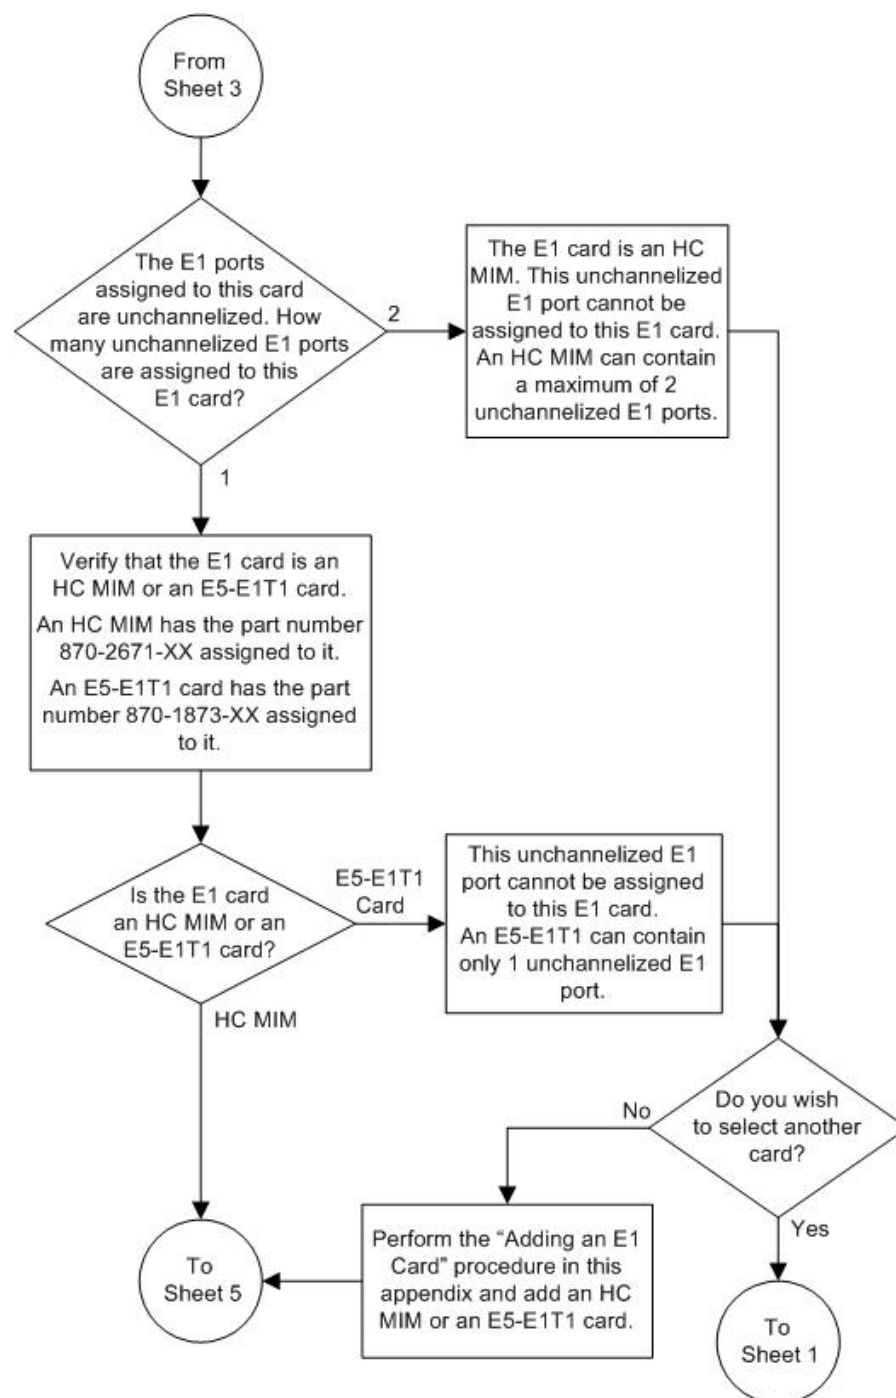 From
Sheet 3
The E1 ports
assigned to this card
are unchannelized. How
many unchannelized E1 ports
are assigned to this
E1 card?
2
The E1 card is an HC
MIM. This unchannelized
E1 port cannot be
assigned to this E1 card.
An HC MIM can contain
a maximum of 2
unchannelized E1 ports.
1
Verify that the E1 card is an
HC MIM or an E5-E1T1 card.
An HC MIM has the part number
870-2671-XX assigned to it.
An E5-E1T1 card has the part
number 870-1873-XX assigned
to it.
Is the E1 card
an HC MIM or an
E5-E1T1 card?
E5-E1T1
Card
This unchannelized E1
port cannot be assigned
to this E1 card.
An E5-E1T1 can contain
only 1 unchannelized E1
port.
HC MIM
Do you wish
to select another
card?
No
Yes
Perform the “Adding an E1
Card” procedure in this
appendix and add an HC
MIM or an E5-E1T1 card.
To
Sheet 5
To
Sheet 1